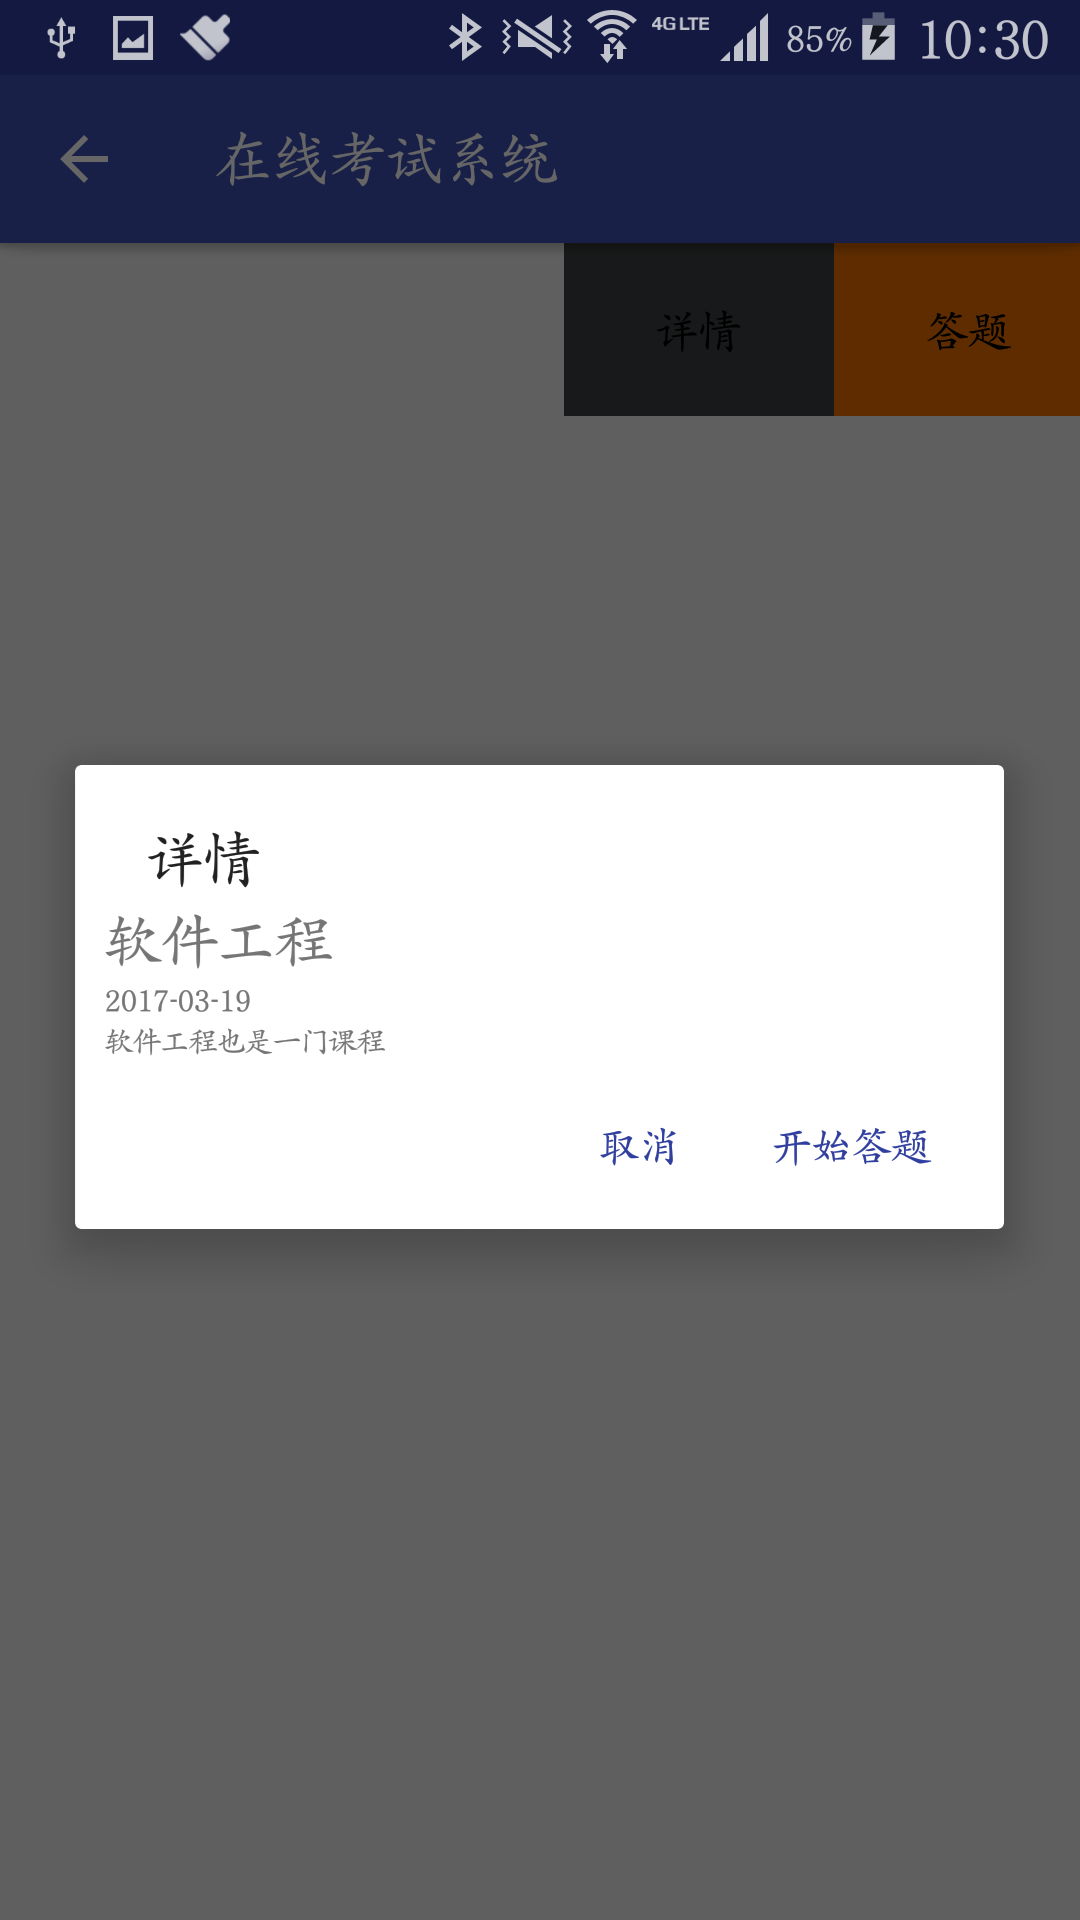 4G LTE 85% 10:30
在线考试系统
详情 答题
详情
软件工程
2017-03-19
软件工程也是一门课程
取消 开始答题